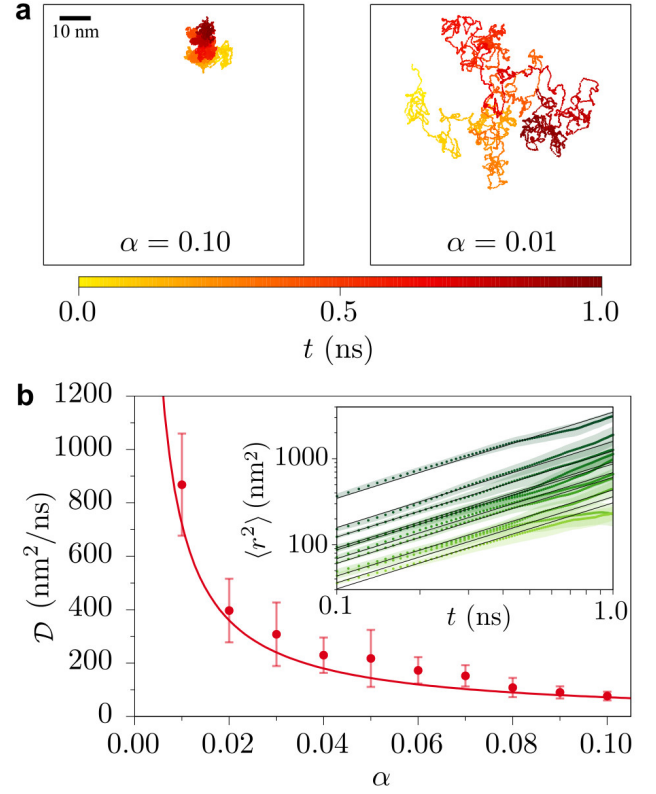 a
10 nm
α = 0.10
α = 0.01
0.0 0.5 1.0
t (ns)
b
1200
1000
800
600
400
200
0
𝒟 (nm²/ns)
0.00 0.02 0.04 0.06 0.08 0.10
α
⟨r²⟩ (nm²)
1000
100
0.1 t (ns) 1.0